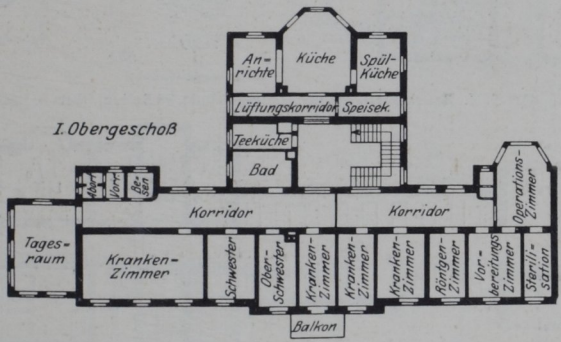 An=
richte
Küche
Spül-
Küche
Lüftungskorridor
Speisek.
I. Obergeschoß
Teeküche
Bad
Abort
Vorr.
Be-
sen
Operations-
Zimmer
Korridor
Korridor
Tages-
raum
Kranken-
Zimmer
Schwester
Ober-
Schwester
Kranken-
Zimmer
Kranken-
Zimmer
Kranken-
Zimmer
Röntgen-
Zimmer
Vor-
bereitungs
Zimmer
Sterili-
sation
Balkon